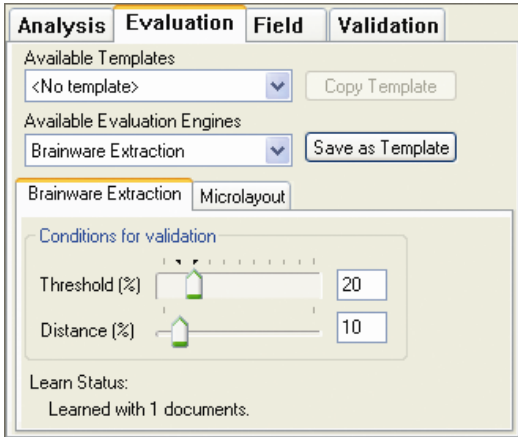 Analysis Evaluation Field Validation
Available Templates
<No template> Copy Template
Available Evaluation Engines
Brainware Extraction Save as Template
Brainware Extraction Microlayout
Conditions for validation
Threshold (%) 20
Distance (%) 10
Learn Status:
Learned with 1 documents.